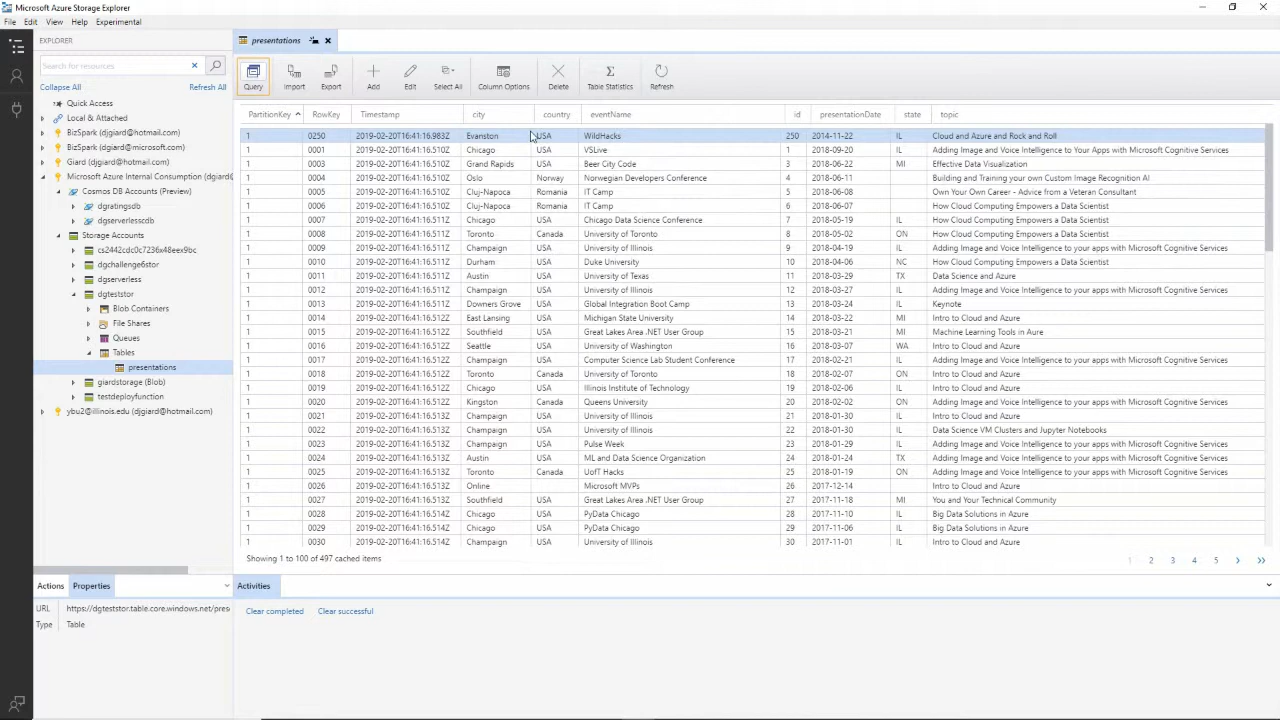 Microsoft Azure Storage Explorer
File Edit View Help Experimental
EXPLORER
Search for resources
Collapse All Refresh All
Quick Access
Local & Attached
BizSpark (djgiard@hotmail.com)
BizSpark (djgiard@microsoft.com)
Giard (djgiard@hotmail.com)
Microsoft Azure Internal Consumption (dgiard@
Cosmos DB Accounts (Preview)
dgratingsdb
dgserverlesscdb
Storage Accounts
cs2442cdc0c7236x48eex9bc
dgchallenge6stor
dgserverless
dgteststor
Blob Containers
File Shares
Queues
Tables
presentations
giardstorage (Blob)
testdeployfunction
ybu2@illinois.edu (djgiard@hotmail.com)
Actions Properties
URL https://dgteststor.table.core.windows.net/pres
Type Table
presentations
Query Import Export Add Edit Select All Column Options Delete Table Statistics Refresh
PartitionKey RowKey Timestamp city country eventName id presentationDate state topic
1 0250 2019-02-20T16:41:16.983Z Evanston USA WildHacks 250 2014-11-22 IL Cloud and Azure and Rock and Roll
1 0001 2019-02-20T16:41:16.510Z Chicago USA VSLive 1 2018-09-20 IL Adding Image and Voice Intelligence to Your Apps with Microsoft Cognitive Services
1 0003 2019-02-20T16:41:16.510Z Grand Rapids USA Beer City Code 3 2018-06-22 MI Effective Data Visualization
1 0004 2019-02-20T16:41:16.510Z Oslo Norway Norwegian Developers Conference 4 2018-06-11 Building and Training your own Custom Image Recognition AI
1 0005 2019-02-20T16:41:16.510Z Cluj-Napoca Romania IT Camp 5 2018-06-08 Own Your Own Career - Advice from a Veteran Consultant
1 0006 2019-02-20T16:41:16.510Z Cluj-Napoca Romania IT Camp 6 2018-06-07 How Cloud Computing Empowers a Data Scientist
1 0007 2019-02-20T16:41:16.511Z Chicago USA Chicago Data Science Conference 7 2018-05-19 IL How Cloud Computing Empowers a Data Scientist
1 0008 2019-02-20T16:41:16.511Z Toronto Canada University of Toronto 8 2018-05-02 ON How Cloud Computing Empowers a Data Scientist
1 0009 2019-02-20T16:41:16.511Z Champaign USA University of Illinois 9 2018-04-19 IL Adding Image and Voice Intelligence to your apps with Microsoft Cognitive Services
1 0010 2019-02-20T16:41:16.511Z Durham USA Duke University 10 2018-04-06 NC How Cloud Computing Empowers a Data Scientist
1 0011 2019-02-20T16:41:16.511Z Austin USA University of Texas 11 2018-03-29 TX Data Science and Azure
1 0012 2019-02-20T16:41:16.511Z Champaign USA University of Illinois 12 2018-03-27 IL Adding Image and Voice Intelligence to your apps with Microsoft Cognitive Services
1 0013 2019-02-20T16:41:16.511Z Downers Grove USA Global Integration Boot Camp 13 2018-03-24 IL Keynote
1 0014 2019-02-20T16:41:16.512Z East Lansing USA Michigan State University 14 2018-03-22 MI Intro to Cloud and Azure
1 0015 2019-02-20T16:41:16.512Z Southfield USA Great Lakes Area .NET User Group 15 2018-03-21 MI Machine Learning Tools in Aure
1 0016 2019-02-20T16:41:16.512Z Seattle USA University of Washington 16 2018-03-07 WA Intro to Cloud and Azure
1 0017 2019-02-20T16:41:16.512Z Champaign USA Computer Science Lab Student Conference 17 2018-02-21 IL Adding Image and Voice Intelligence to your apps with Microsoft Cognitive Services
1 0018 2019-02-20T16:41:16.512Z Toronto Canada University of Toronto 18 2018-02-07 ON Intro to Cloud and Azure
1 0019 2019-02-20T16:41:16.512Z Chicago USA Illinois Institute of Technology 19 2018-02-06 IL Intro to Cloud and Azure
1 0020 2019-02-20T16:41:16.512Z Kingston Canada Queens University 20 2018-02-02 ON Adding Image and Voice Intelligence to your apps with Microsoft Cognitive Services
1 0021 2019-02-20T16:41:16.513Z Champaign USA University of Illinois 21 2018-01-30 IL Intro to Cloud and Azure
1 0022 2019-02-20T16:41:16.513Z Champaign USA University of Illinois 22 2018-01-30 IL Data Science VM Clusters and Jupyter Notebooks
1 0023 2019-02-20T16:41:16.513Z Champaign USA Pulse Week 23 2018-01-29 IL Adding Image and Voice Intelligence to your apps with Microsoft Cognitive Services
1 0024 2019-02-20T16:41:16.513Z Austin USA ML and Data Science Organization 24 2018-01-24 TX Adding Image and Voice Intelligence to your apps with Microsoft Cognitive Services
1 0025 2019-02-20T16:41:16.513Z Toronto Canada UofT Hacks 25 2018-01-19 ON Adding Image and Voice Intelligence to your apps with Microsoft Cognitive Services
1 0026 2019-02-20T16:41:16.513Z Online Microsoft MVPs 26 2017-12-14 Intro to Cloud and Azure
1 0027 2019-02-20T16:41:16.513Z Southfield USA Great Lakes Area .NET User Group 27 2017-11-18 MI You and Your Technical Community
1 0028 2019-02-20T16:41:16.514Z Chicago USA PyData Chicago 28 2017-11-10 IL Big Data Solutions in Azure
1 0029 2019-02-20T16:41:16.514Z Chicago USA PyData Chicago 29 2017-11-06 IL Big Data Solutions in Azure
1 0030 2019-02-20T16:41:16.514Z Champaign USA University of Illinois 30 2017-11-01 IL Intro to Cloud and Azure
Showing 1 to 100 of 497 cached items 1 2 3 4 5
Activities
Clear completed Clear successful